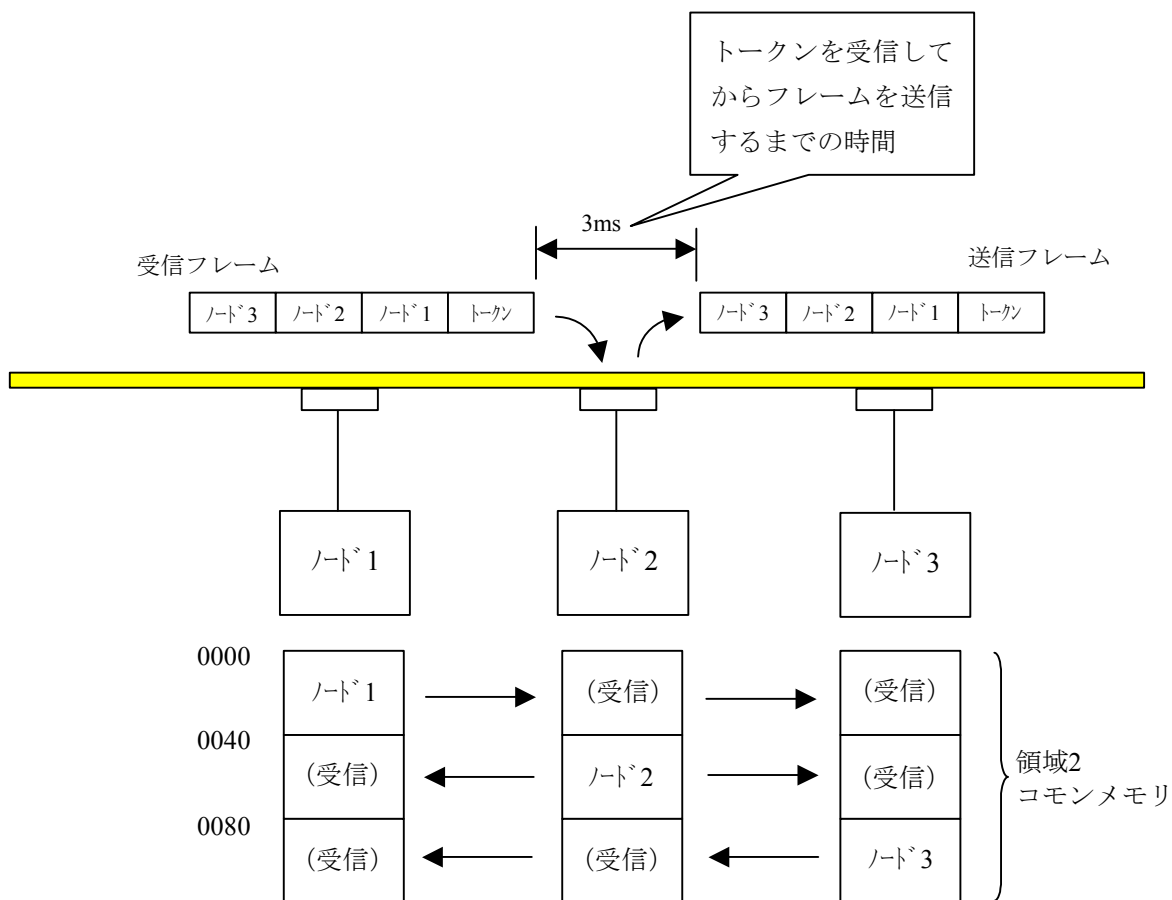 トークンを受信して
からフレームを送信
するまでの時間
3ms
受信フレーム
送信フレーム
ﾉｰﾄﾞ3 ﾉｰﾄﾞ2 ﾉｰﾄﾞ1 ﾄｰｸﾝ
ﾉｰﾄﾞ3 ﾉｰﾄﾞ2 ﾉｰﾄﾞ1 ﾄｰｸﾝ
ﾉｰﾄﾞ1 ﾉｰﾄﾞ2 ﾉｰﾄﾞ3
0000
ﾉｰﾄﾞ1 (受信) (受信)
0040
(受信) ﾉｰﾄﾞ2 (受信)
0080
(受信) (受信) ﾉｰﾄﾞ3
領域2
コモンメモリ